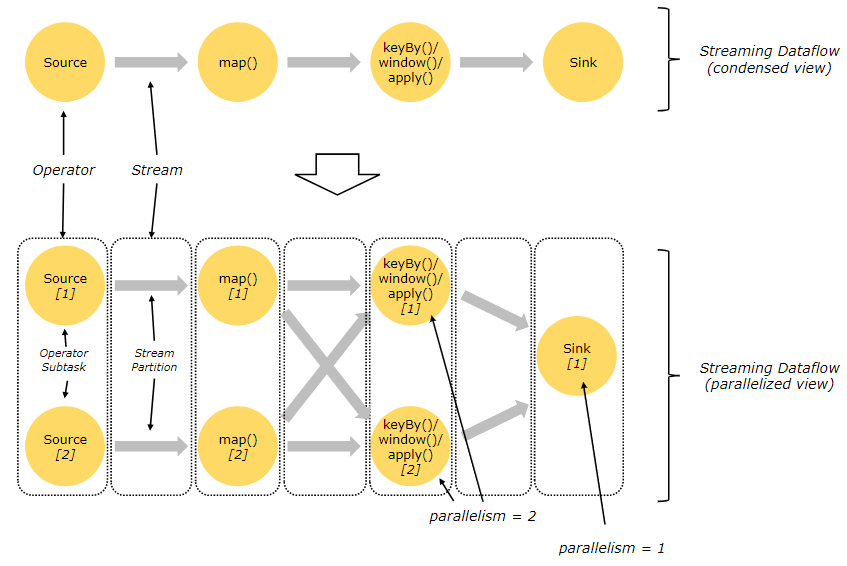 Source
map()
keyBy()/
window()/
apply()
Sink
Streaming Dataflow
(condensed view)
Operator
Stream
Source
[1]
map()
[1]
keyBy()/
window()/
apply()
[1]
Operator
Subtask
Stream
Partition
Sink
[1]
Streaming Dataflow
(parallelized view)
Source
[2]
map()
[2]
keyBy()/
window()/
apply()
[2]
parallelism = 2
parallelism = 1